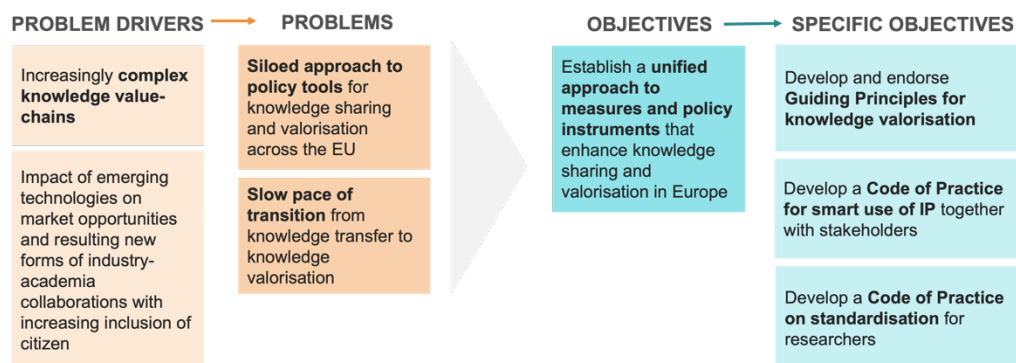 PROBLEM DRIVERS
PROBLEMS
OBJECTIVES
SPECIFIC OBJECTIVES
Increasingly complex
knowledge value-
chains
Impact of emerging
technologies on
market opportunities
and resulting new
forms of industry-
academia
collaborations with
increasing inclusion of
citizen
Siloed approach to
policy tools for
knowledge sharing
and valorisation
across the EU
Slow pace of
transition from
knowledge transfer to
knowledge
valorisation
Establish a unified
approach to
measures and policy
instruments that
enhance knowledge
sharing and
valorisation in Europe
Develop and endorse
Guiding Principles for
knowledge valorisation
Develop a Code of Practice
for smart use of IP together
with stakeholders
Develop a Code of Practice
on standardisation for
researchers